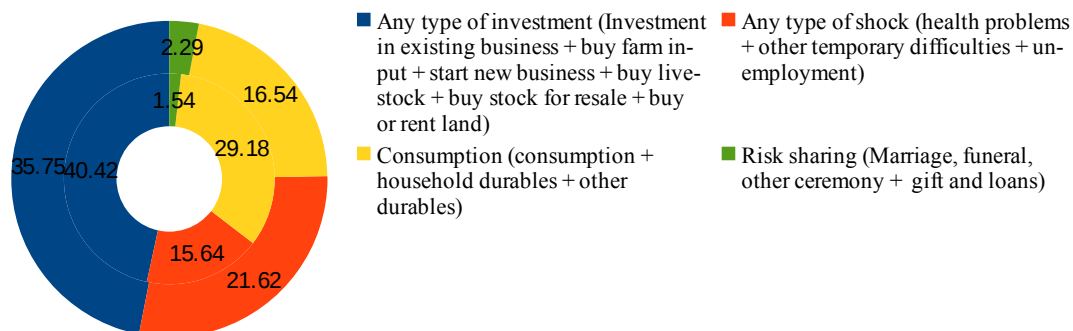 2.29
16.54
1.54
29.18
35.75
40.42
15.64
21.62
Any type of investment (Investment
in existing business + buy farm in-
put + start new business + buy live-
stock + buy stock for resale + buy
or rent land)
Any type of shock (health problems
+ other temporary difficulties + un-
employment)
Consumption (consumption +
household durables + other
durables)
Risk sharing (Marriage, funeral,
other ceremony + gift and loans)